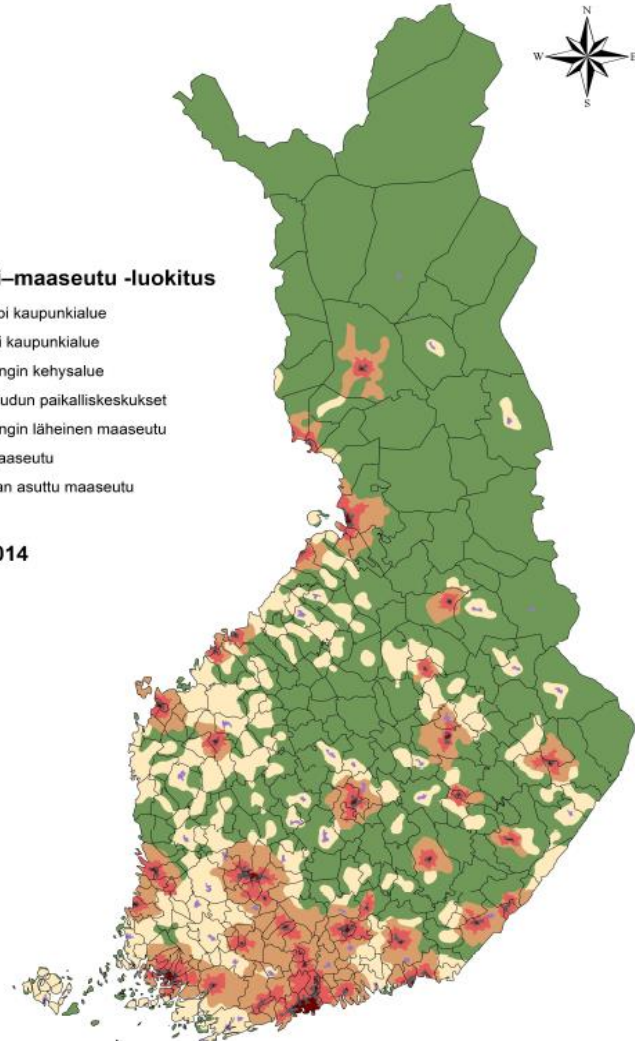 N
W E
S
i–maaseutu -luokitus
pi kaupunkialue
i kaupunkialue
ngin kehysalue
udun paikalliskeskukset
ngin läheinen maaseutu
aaseutu
an asuttu maaseutu
014